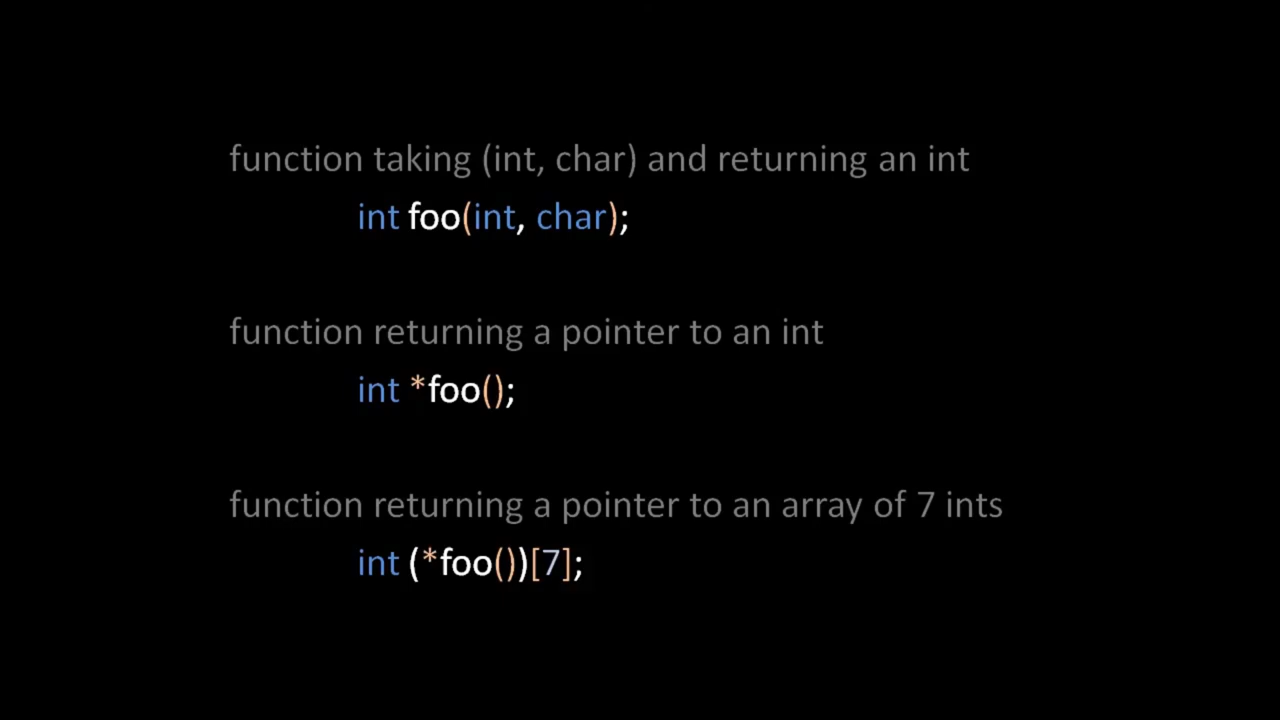 function taking (int, char) and returning an int
int foo(int, char);
function returning a pointer to an int
int *foo();
function returning a pointer to an array of 7 ints
int (*foo())[7];